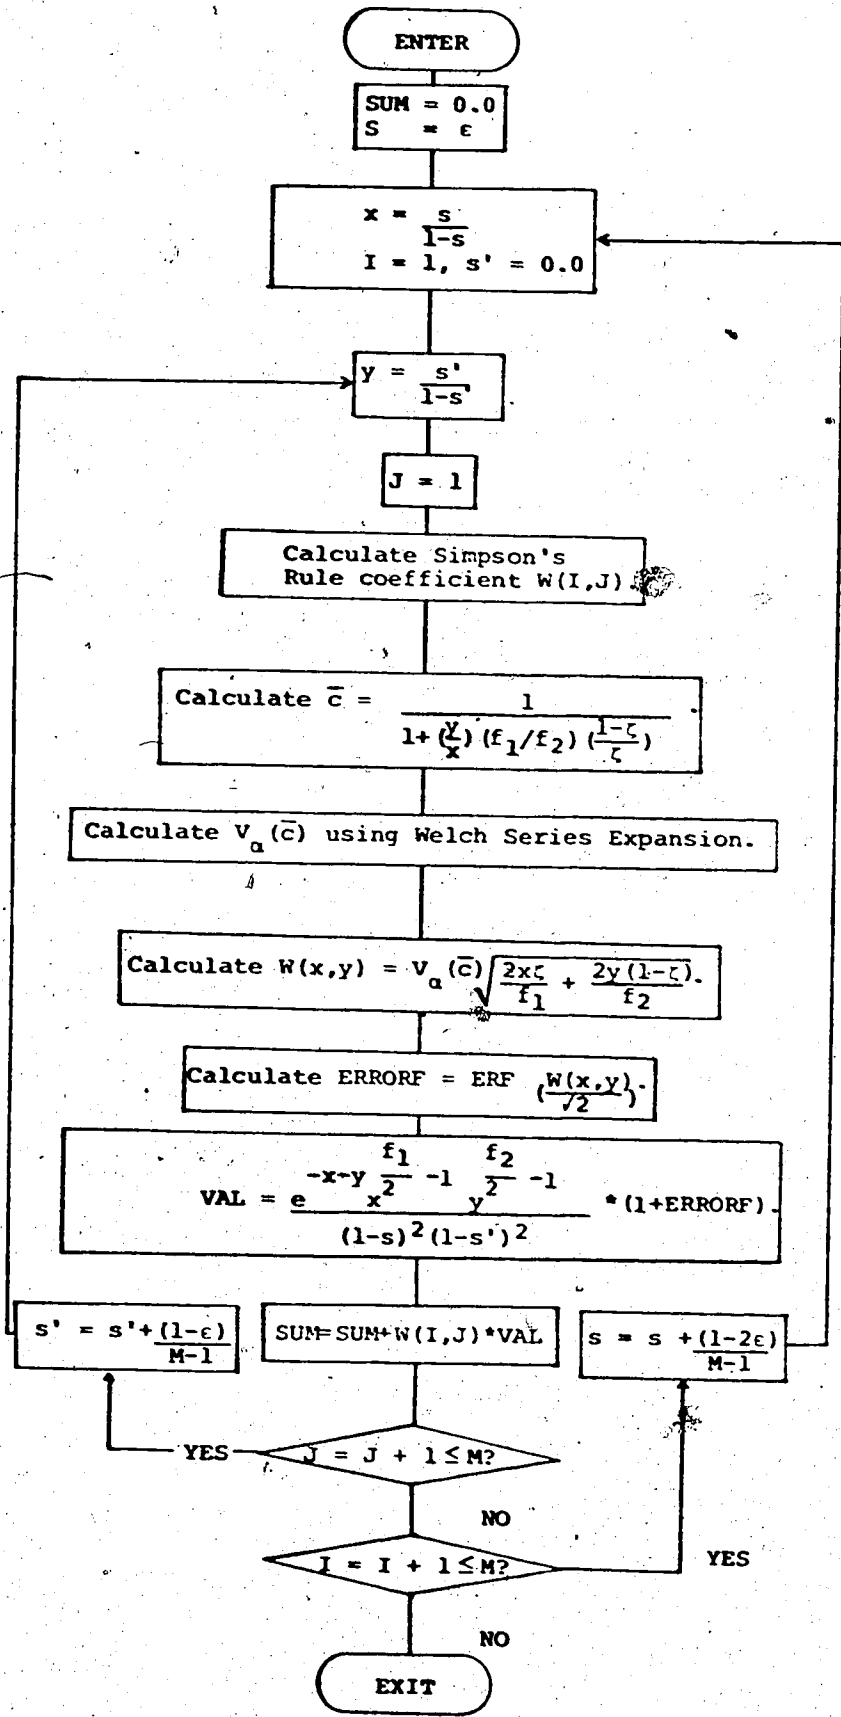 ENTER
SUM = 0.0
S = ε
x = s/(1-s)
I = 1, s' = 0.0
y = s'/(1-s')
J = 1
Calculate Simpson's
Rule coefficient W(I,J).
Calculate c̄ = 1/(1+(y/x)(f₁/f₂)((1-ζ)/ζ)).
Calculate V_α(c̄) using Welch Series Expansion.
Calculate W(x,y) = V_α(c̄)√(2xζ/f₁ + 2y(1-ζ)/f₂).
Calculate ERRORF = ERF (W(x,y)/√2).
VAL = e^(-x-y) x^(f₁/2 -1) y^(f₂/2 -1)/((1-s)²(1-s')²) *(1+ERRORF).
s' = s'+(1-ε)/(M-1)
SUM=SUM+W(I,J)*VAL
s = s +(1-2ε)/(M-1)
YES
J = J + 1≤M?
NO
I = I + 1≤M?
YES
NO
EXIT